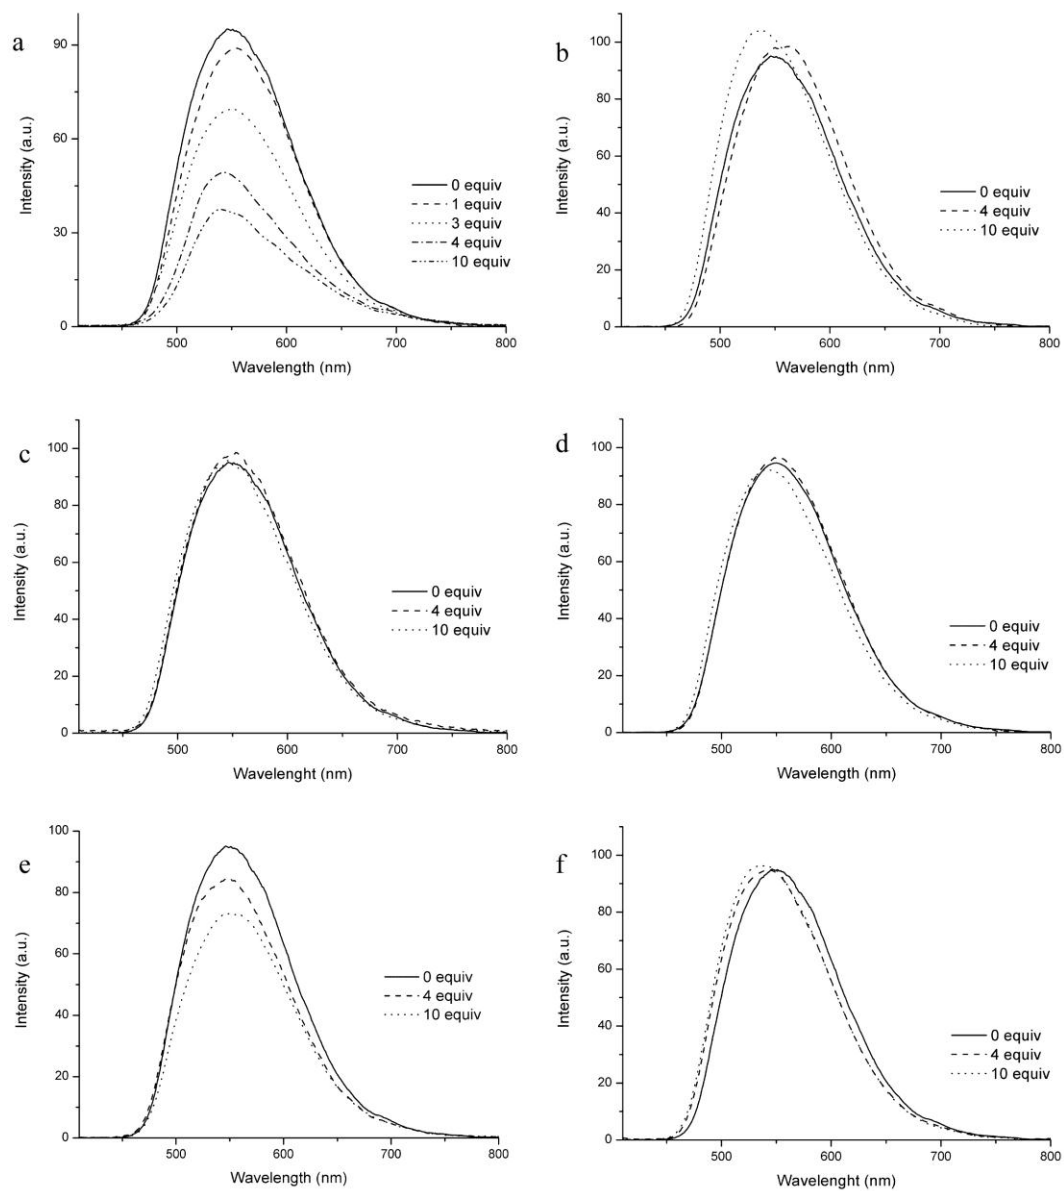 a
Intensity (a.u.)
90
60
30
0
0 equiv
1 equiv
3 equiv
4 equiv
10 equiv
500 600 700 800
Wavelength (nm)
b
Intensity (a.u.)
100
80
60
40
20
0
0 equiv
4 equiv
10 equiv
500 600 700 800
Wavelength (nm)
c
Intensity (a.u.)
100
80
60
40
20
0
0 equiv
4 equiv
10 equiv
500 600 700 800
Wavelenght (nm)
d
Intensity (a.u.)
100
80
60
40
20
0
0 equiv
4 equiv
10 equiv
500 600 700 800
Wavelength (nm)
e
Intensity (a.u.)
100
80
60
40
20
0
0 equiv
4 equiv
10 equiv
500 600 700 800
Wavelenght (nm)
f
Intensity (a.u.)
100
80
60
40
20
0
0 equiv
4 equiv
10 equiv
500 600 700 800
Wavelenght (nm)